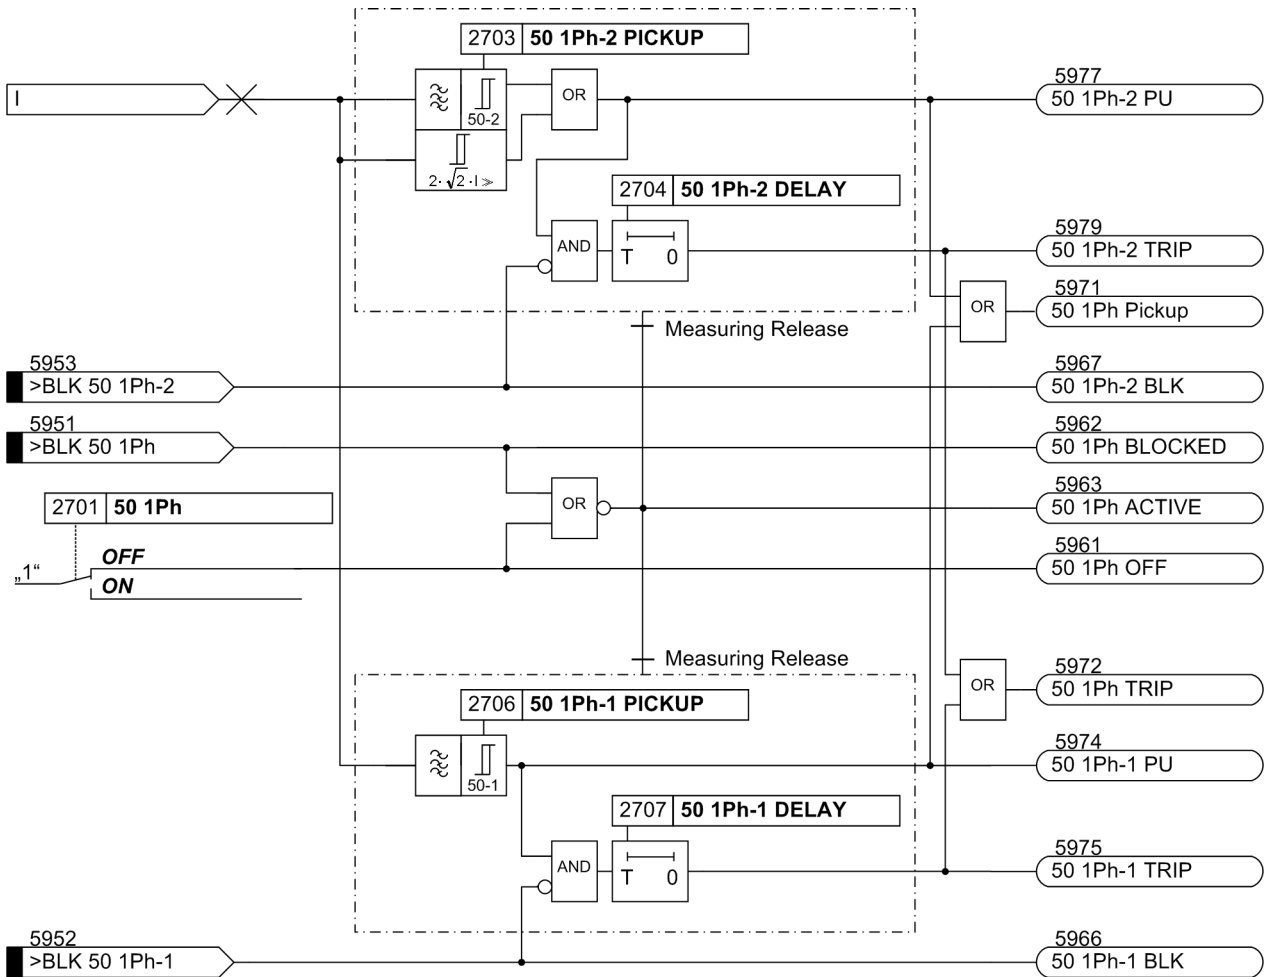 2703 50 1Ph-2 PICKUP
5977
I
50-2
OR
50 1Ph-2 PU
2·√2·I≫
2704 50 1Ph-2 DELAY
5979
AND
T 0
50 1Ph-2 TRIP
5971
OR
50 1Ph Pickup
Measuring Release
5953
>BLK 50 1Ph-2
5967
50 1Ph-2 BLK
5951
>BLK 50 1Ph
5962
50 1Ph BLOCKED
2701 50 1Ph
OR
5963
50 1Ph ACTIVE
„1“
OFF
ON
5961
50 1Ph OFF
Measuring Release
5972
OR
50 1Ph TRIP
2706 50 1Ph-1 PICKUP
50-1
5974
50 1Ph-1 PU
2707 50 1Ph-1 DELAY
AND
T 0
5975
50 1Ph-1 TRIP
5952
>BLK 50 1Ph-1
5966
50 1Ph-1 BLK